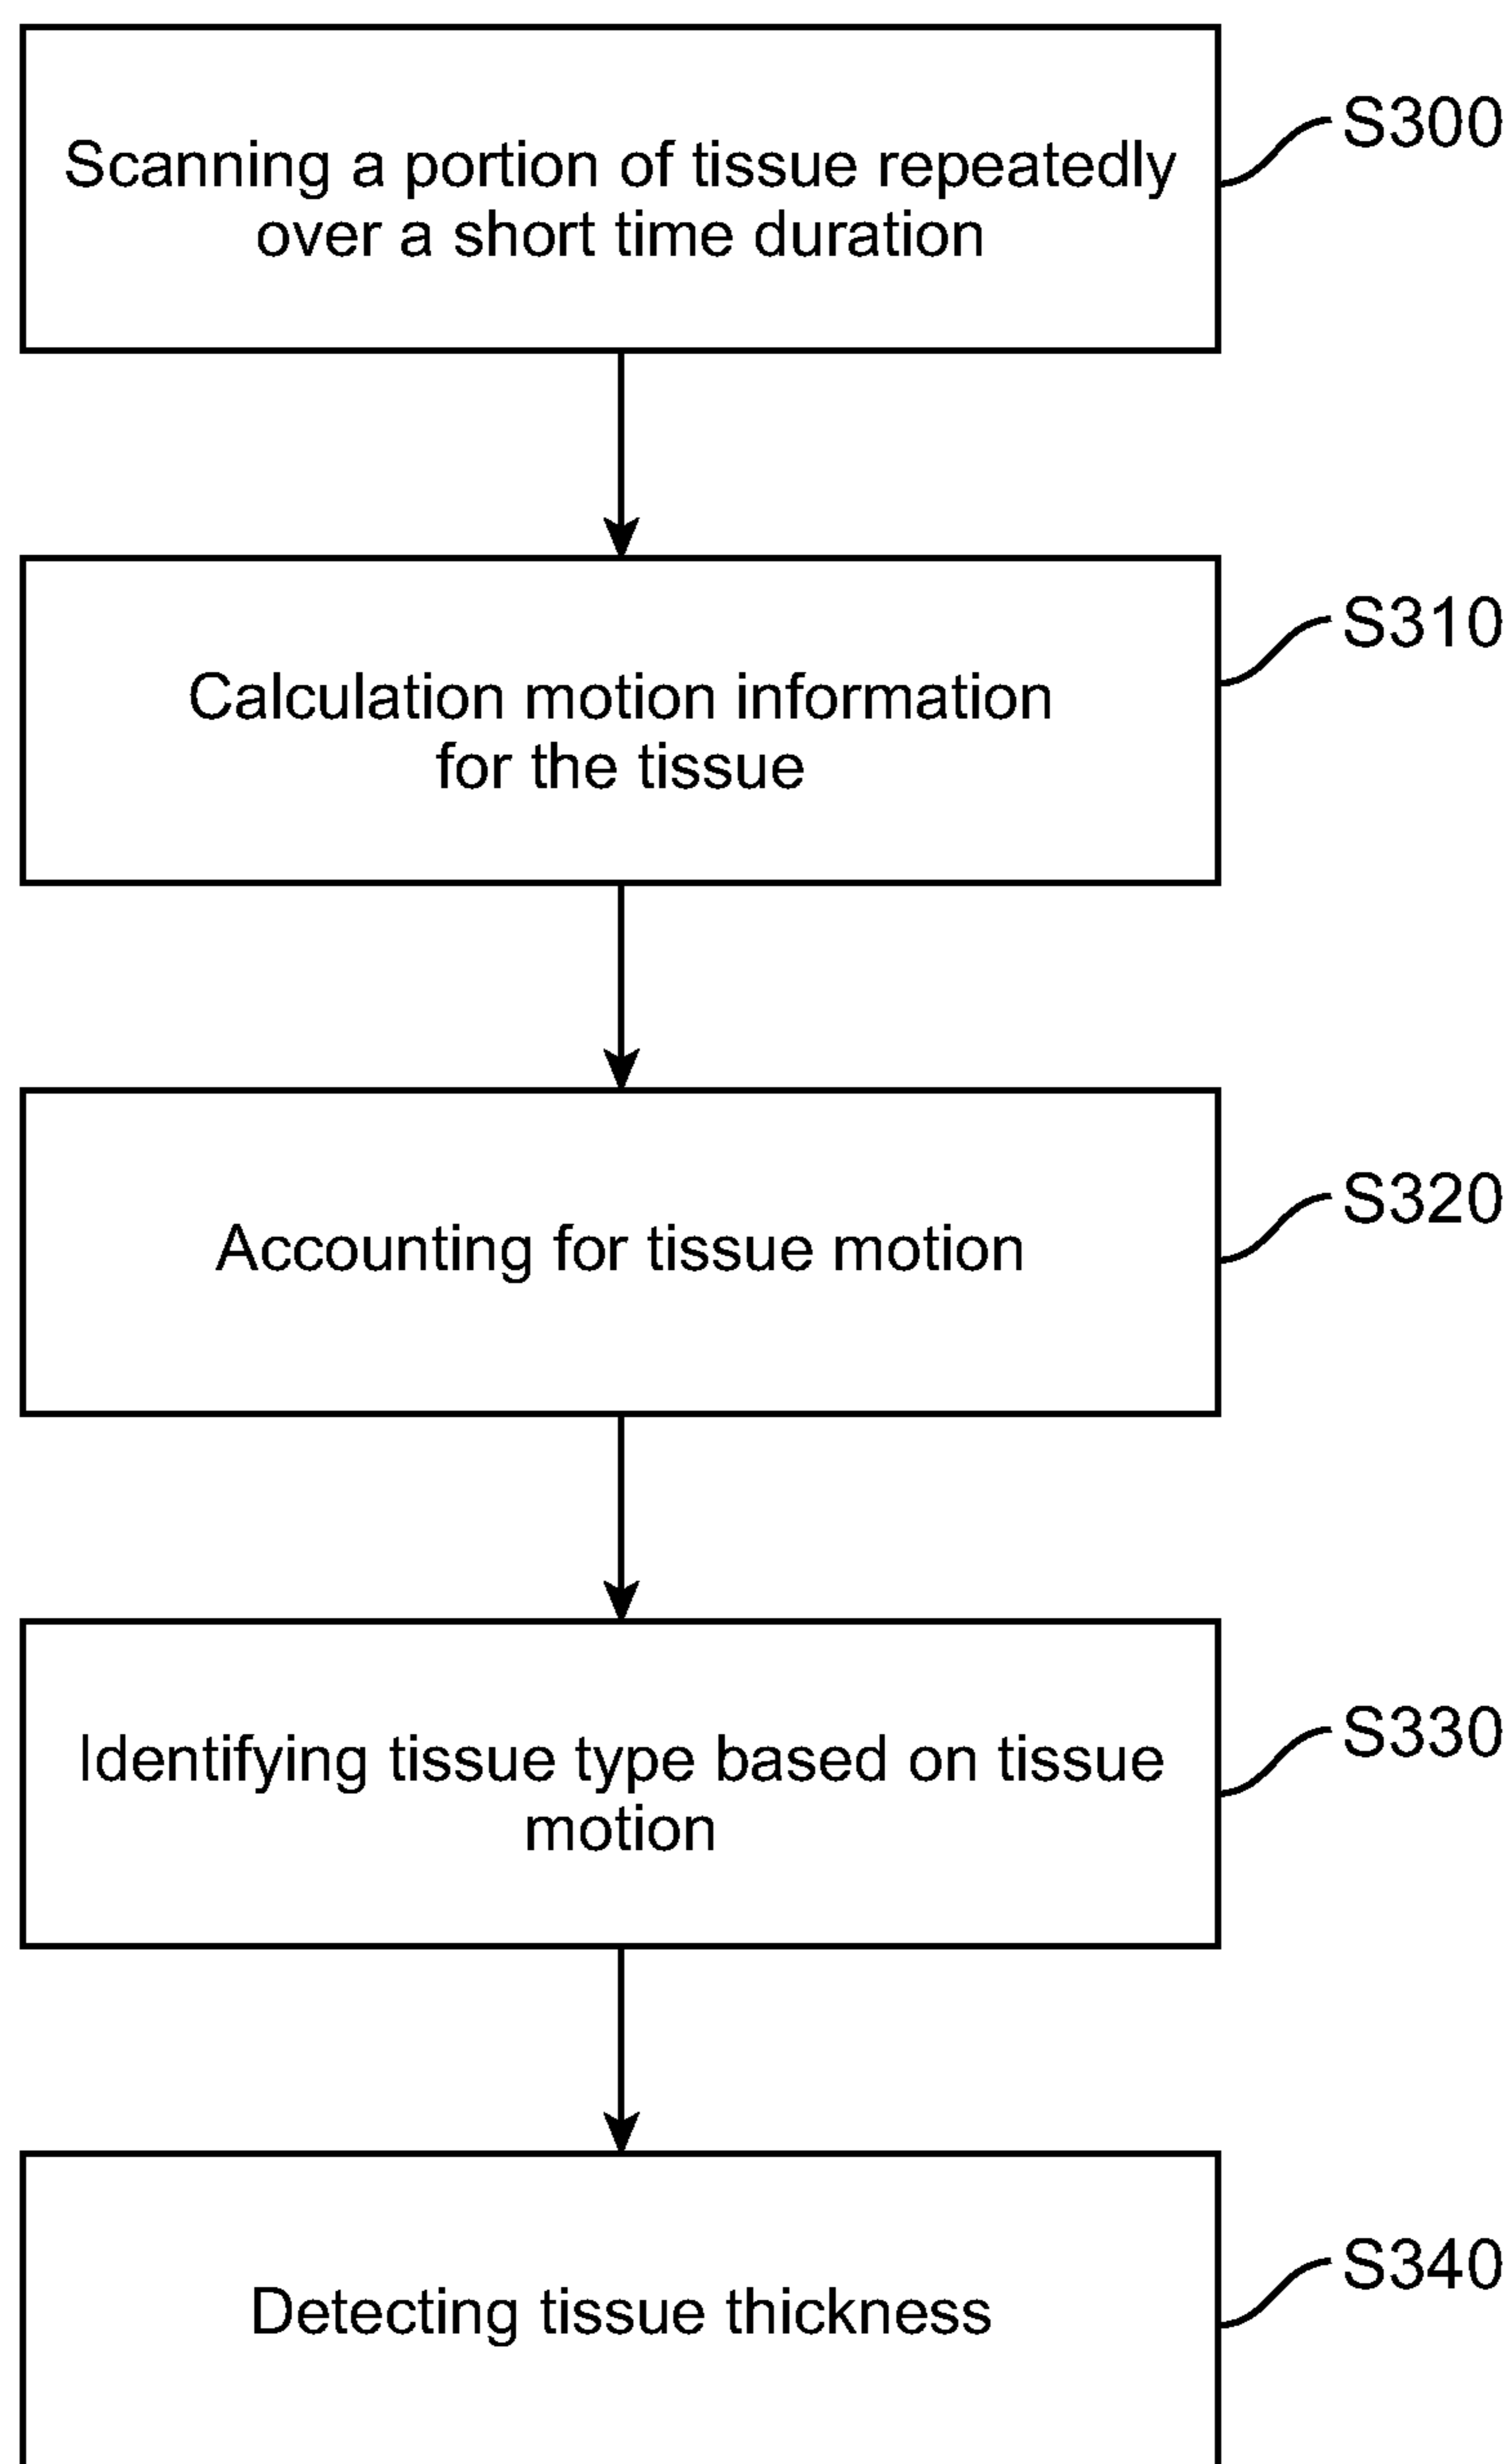 Scanning a portion of tissue repeatedly
over a short time duration
S300
Calculation motion information
for the tissue
S310
Accounting for tissue motion
S320
Identifying tissue type based on tissue
motion
S330
Detecting tissue thickness
S340